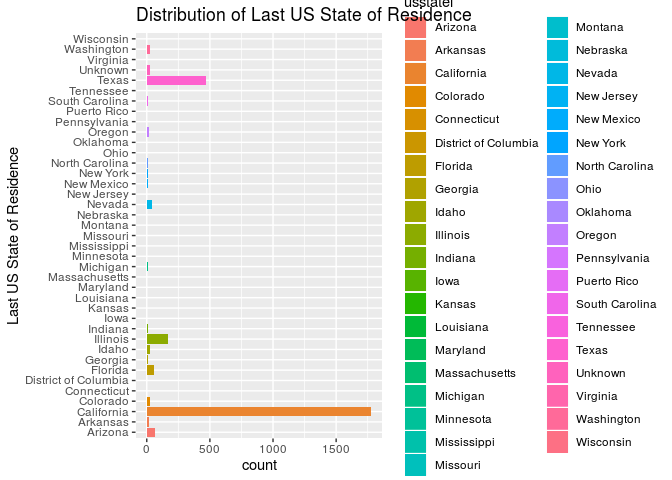 Distribution of Last US State of Residence
usstatel
Last US State of Residence
Wisconsin
Washington
Virginia
Unknown
Texas
Tennessee
South Carolina
Puerto Rico
Pennsylvania
Oregon
Oklahoma
Ohio
North Carolina
New York
New Mexico
New Jersey
Nevada
Nebraska
Montana
Missouri
Mississippi
Minnesota
Michigan
Massachusetts
Maryland
Louisiana
Kansas
Iowa
Indiana
Illinois
Idaho
Georgia
Florida
District of Columbia
Connecticut
Colorado
California
Arkansas
Arizona
0 500 1000 1500
count
Arizona
Arkansas
California
Colorado
Connecticut
District of Columbia
Florida
Georgia
Idaho
Illinois
Indiana
Iowa
Kansas
Louisiana
Maryland
Massachusetts
Michigan
Minnesota
Mississippi
Missouri
Montana
Nebraska
Nevada
New Jersey
New Mexico
New York
North Carolina
Ohio
Oklahoma
Oregon
Pennsylvania
Puerto Rico
South Carolina
Tennessee
Texas
Unknown
Virginia
Washington
Wisconsin